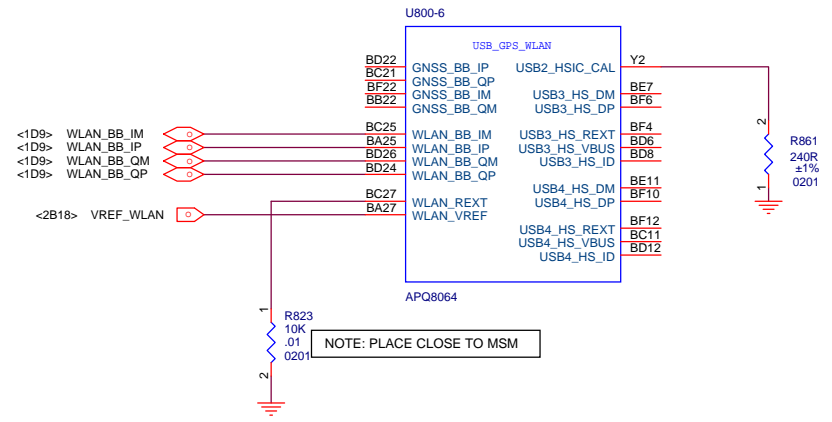 U800-6
USB_GPS_WLAN
BD22 GNSS_BB_IP USB2_HSIC_CAL Y2
BC21 GNSS_BB_QP
BF22 GNSS_BB_IM USB3_HS_DM BE7
BB22 GNSS_BB_QM USB3_HS_DP BF6
<1D9> WLAN_BB_IM BC25 WLAN_BB_IM USB3_HS_REXT BF4
<1D9> WLAN_BB_IP BA25 WLAN_BB_IP USB3_HS_VBUS BD6
<1D9> WLAN_BB_QM BD26 WLAN_BB_QM USB3_HS_ID BD8
<1D9> WLAN_BB_QP BD24 WLAN_BB_QP
USB4_HS_DM BE11
BC27 WLAN_REXT USB4_HS_DP BF10
<2B18> VREF_WLAN BA27 WLAN_VREF
USB4_HS_REXT BF12
USB4_HS_VBUS BC11
USB4_HS_ID BD12
2
R861
240R
±1%
0201
1
APQ8064
1
R823
10K
.01
0201
2
NOTE: PLACE CLOSE TO MSM